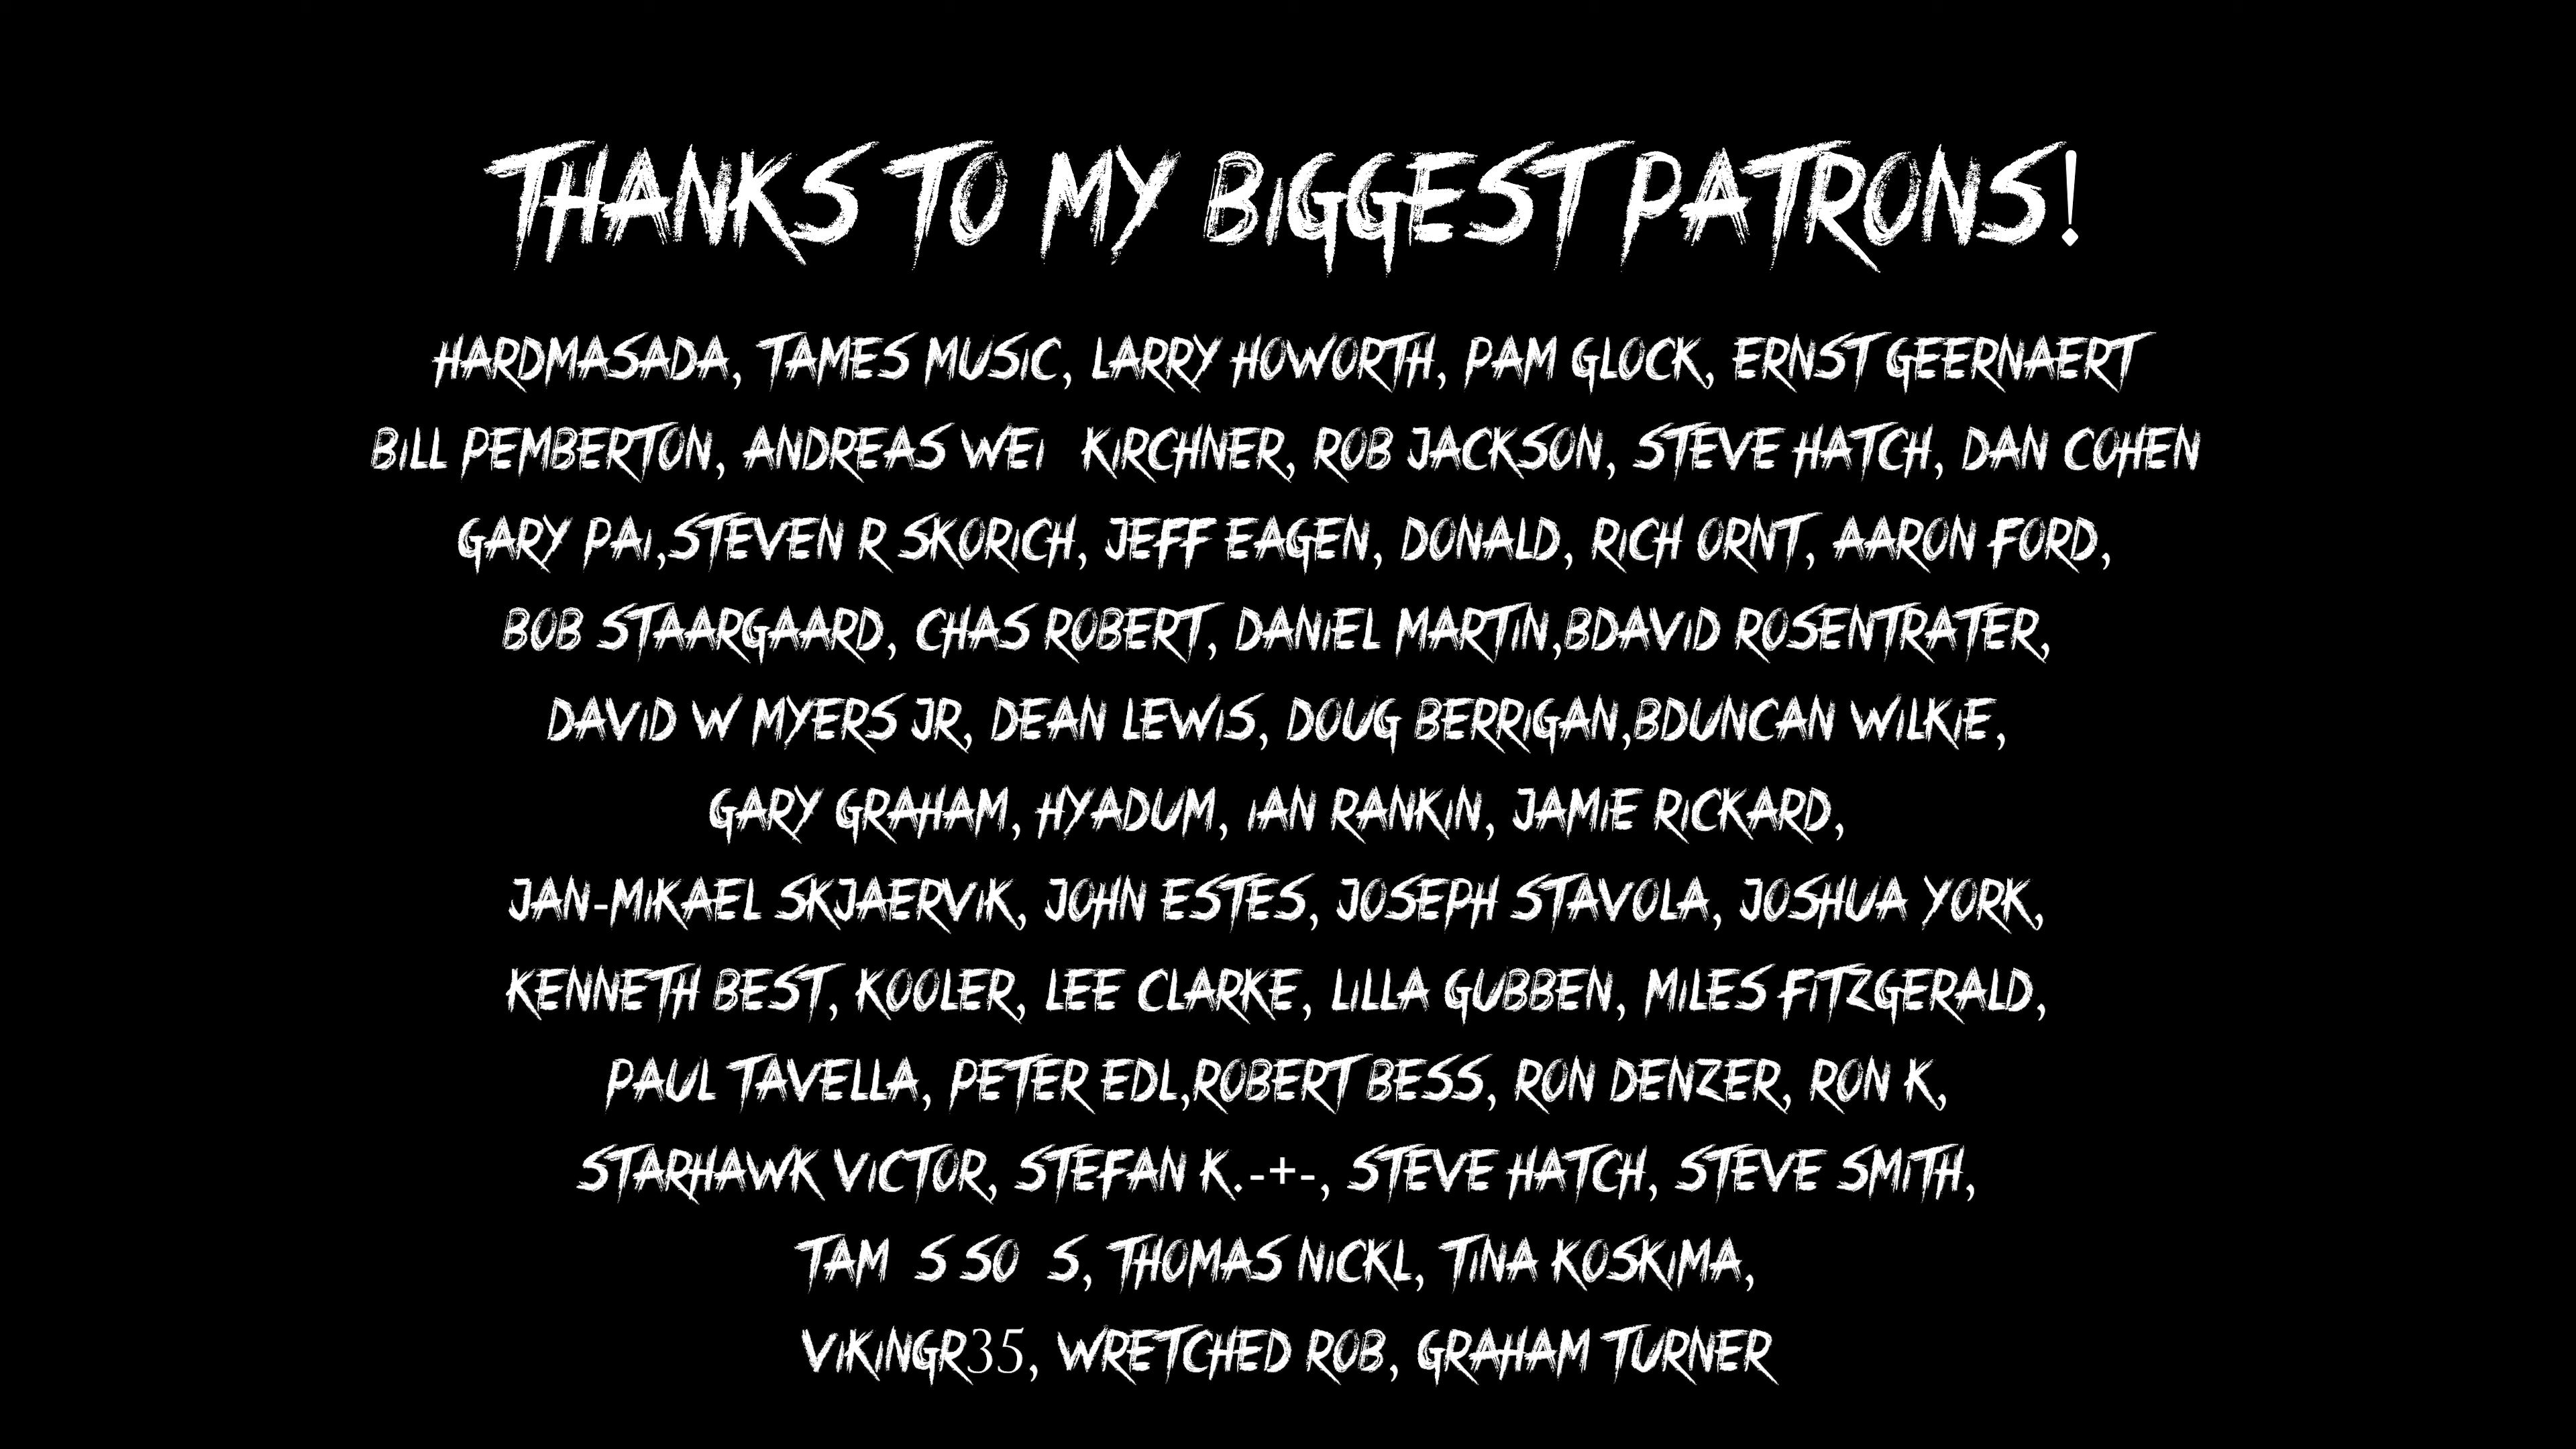 THANKS TO MY BIGGEST PATRONS!
HARDMASADA, TAMES MUSIC, LARRY HOWORTH, PAM GLOCK, ERNST GEERNAERT
BILL PEMBERTON, ANDREAS WEI KIRCHNER, ROB JACKSON, STEVE HATCH, DAN COHEN
GARY PAI,STEVEN R SKORICH, JEFF EAGEN, DONALD, RICH ORNT, AARON FORD,
BOB STAARGAARD, CHAS ROBERT, DANIEL MARTIN,BDAVID ROSENTRATER,
DAVID W MYERS JR, DEAN LEWIS, DOUG BERRIGAN,BDUNCAN WILKIE,
GARY GRAHAM, HYADUM, IAN RANKIN, JAMIE RICKARD,
JAN-MIKAEL SKJAERVIK, JOHN ESTES, JOSEPH STAVOLA, JOSHUA YORK,
KENNETH BEST, KOOLER, LEE CLARKE, LILLA GUBBEN, MILES FITZGERALD,
PAUL TAVELLA, PETER EDL,ROBERT BESS, RON DENZER, RON K,
STARHAWK VICTOR, STEFAN K.-+-, STEVE HATCH, STEVE SMITH,
TAM S SO S, THOMAS NICKL, TINA KOSKIMA,
VIKINGR35, WRETCHED ROB, GRAHAM TURNER